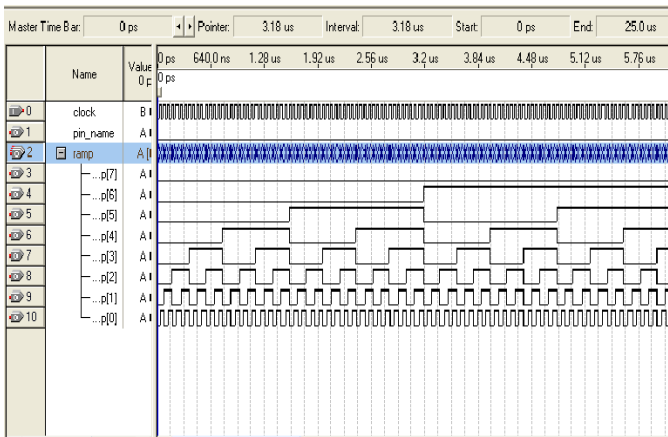 Master Time Bar: 0 ps Pointer: 3.18 us Interval: 3.18 us Start: 0 ps End: 25.0 us
Name Value 0 ps 640.0 ns 1.28 us 1.92 us 2.56 us 3.2 us 3.84 us 4.48 us 5.12 us 5.76 us
0 ps
0 clock B
1 pin_name A
2 ramp A [
3 ...p[7] A
4 ...p[6] A
5 ...p[5] A
6 ...p[4] A
7 ...p[3] A
8 ...p[2] A
9 ...p[1] A
10 ...p[0] A